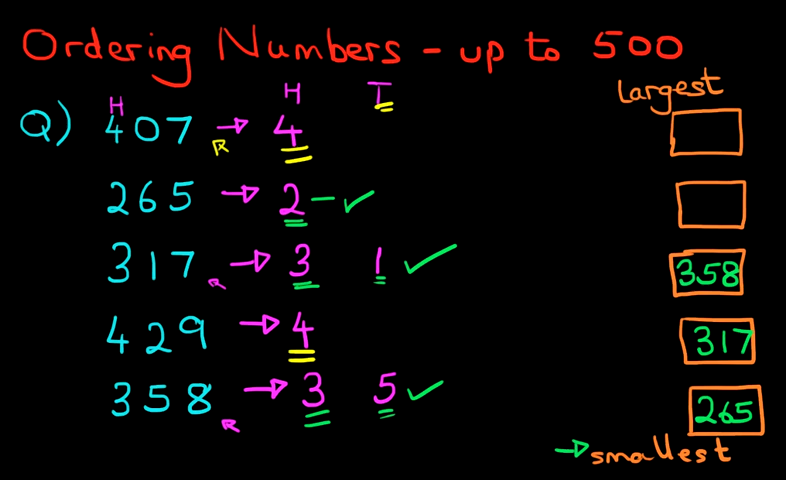 Ordering Numbers - up to 500
H H T Largest
Q) 407 → 4
265 → 2 - ✓
317 → 3 1 ✓ 358
429 → 4 317
358 → 3 5 ✓ 265
→ smallest